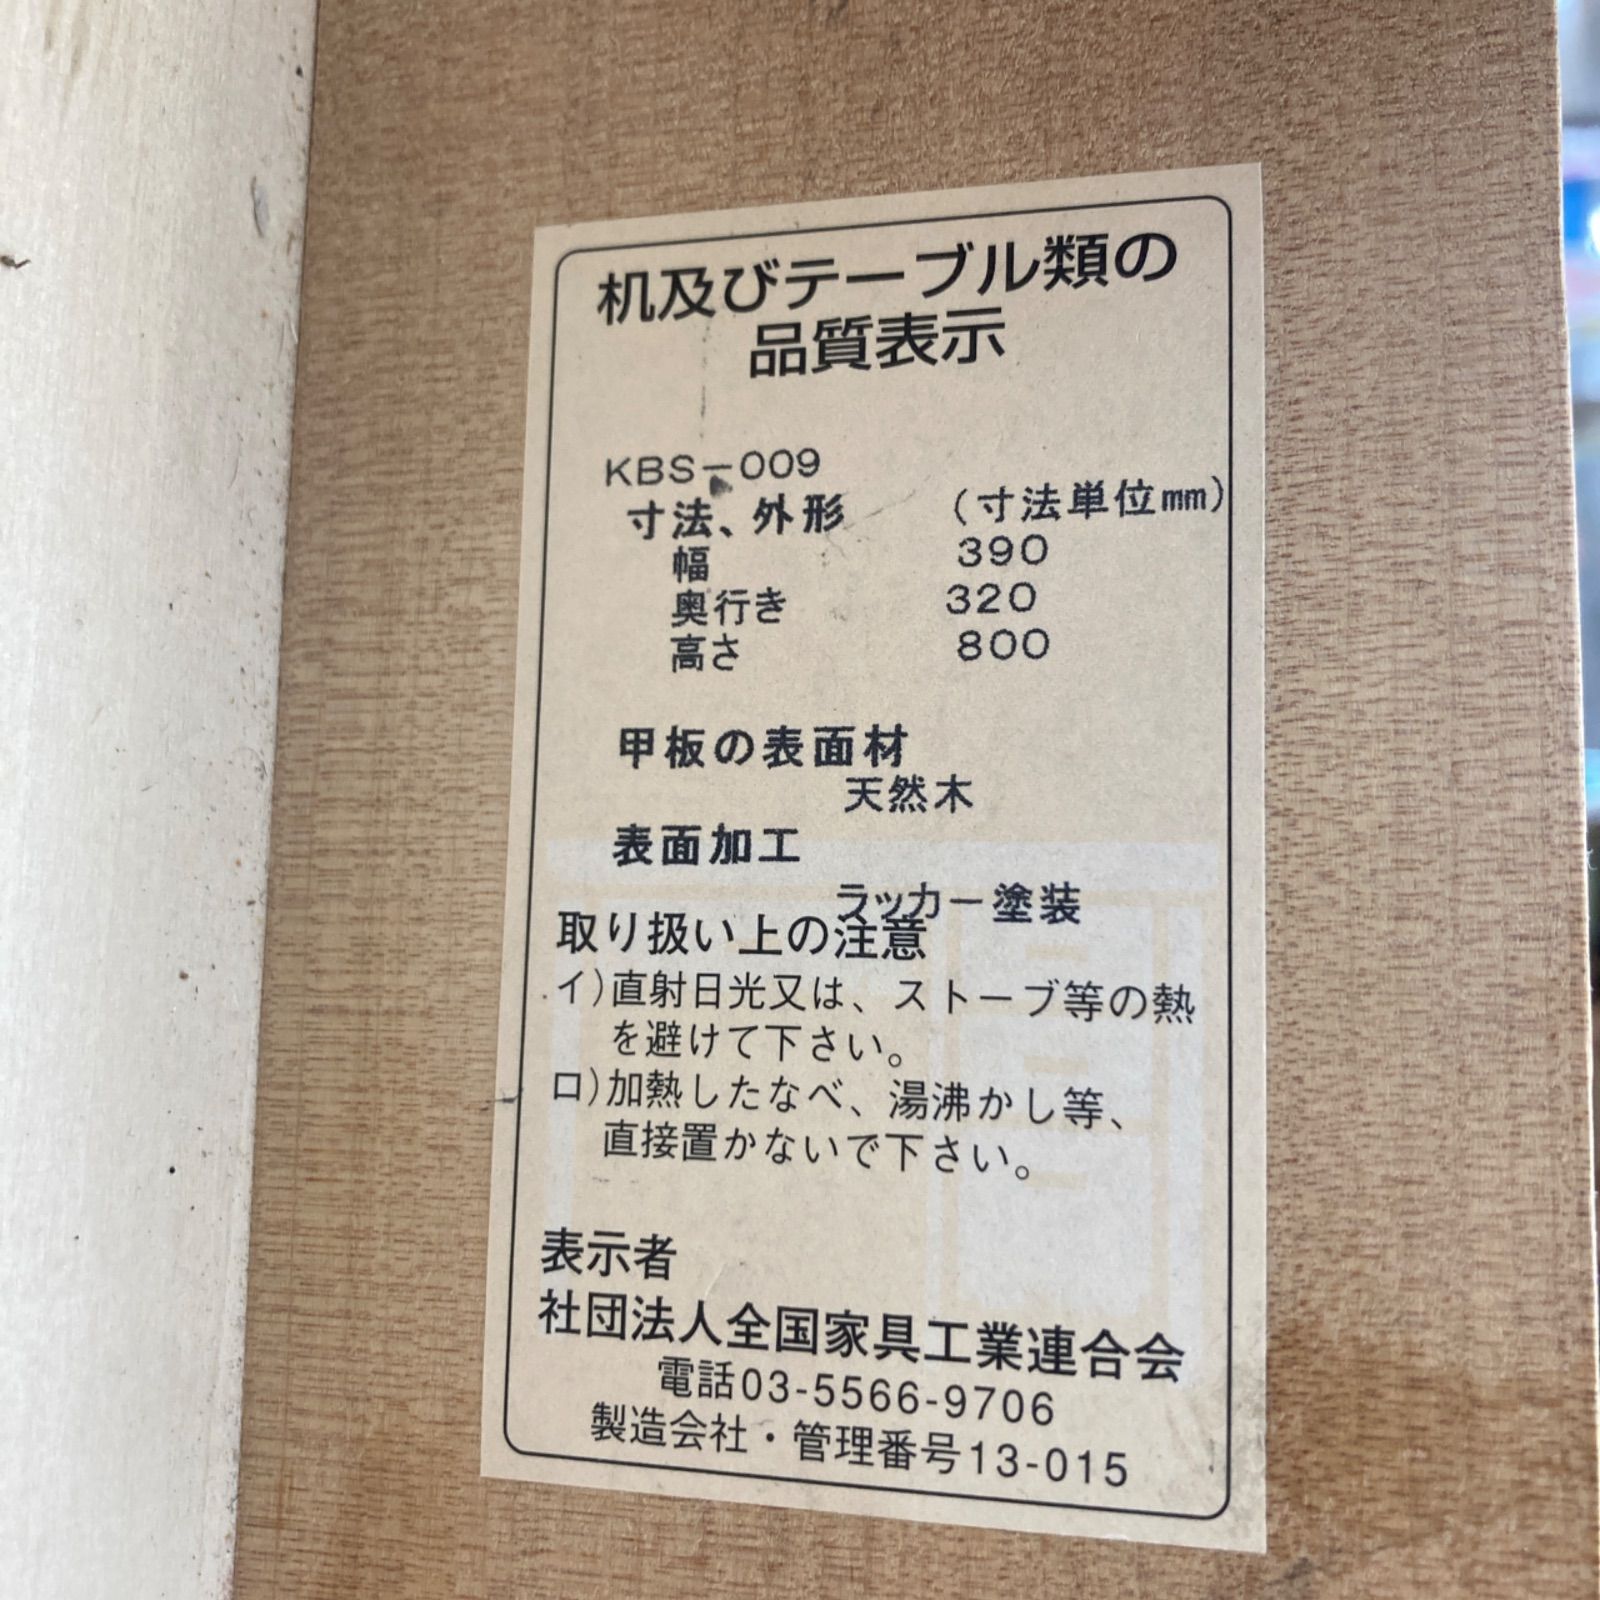 机及びテーブル類の
品質表示
KBS-009
寸法、外形 (寸法単位mm)
幅 390
奥行き 320
高さ 800
甲板の表面材
天然木
表面加工
ラッカー塗装
取り扱い上の注意
イ)直射日光又は、ストーブ等の熱
を避けて下さい。
ロ)加熱したなべ、湯沸かし等、
直接置かないで下さい。
表示者
社団法人全国家具工業連合会
電話03-5566-9706
製造会社・管理番号13-015